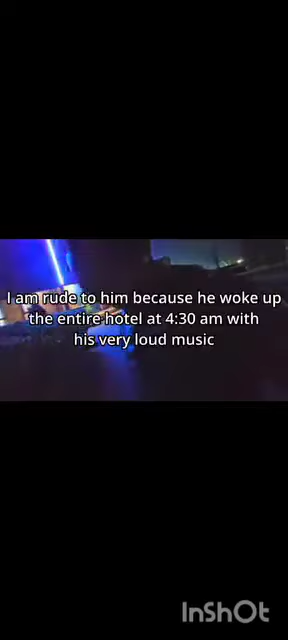 I am rude to him because he woke up
the entire hotel at 4:30 am with
his very loud music
InShOt